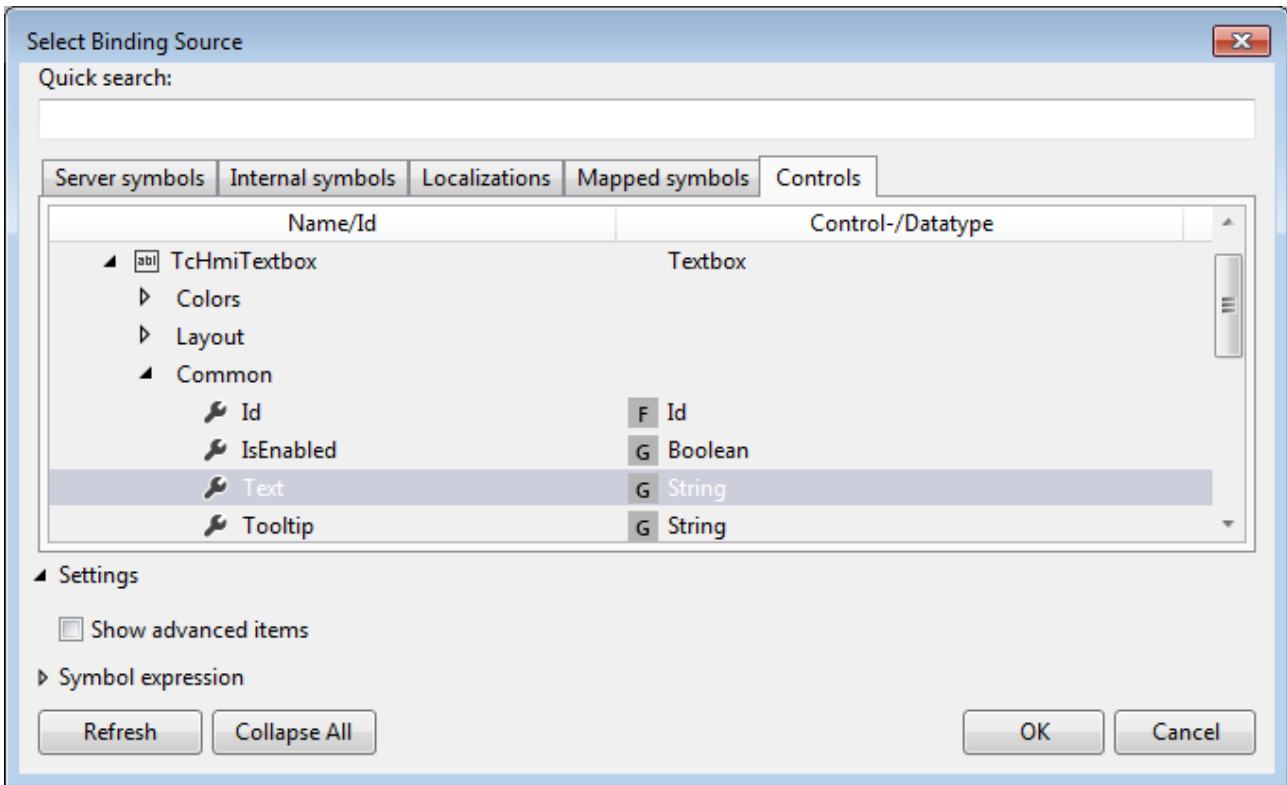 Select Binding Source
Quick search:
Server symbols Internal symbols Localizations Mapped symbols Controls
Name/Id Control-/Datatype
abl TcHmiTextbox Textbox
Colors
Layout
Common
Id F Id
IsEnabled G Boolean
Text G String
Tooltip G String
Settings
Show advanced items
Symbol expression
Refresh Collapse All OK Cancel